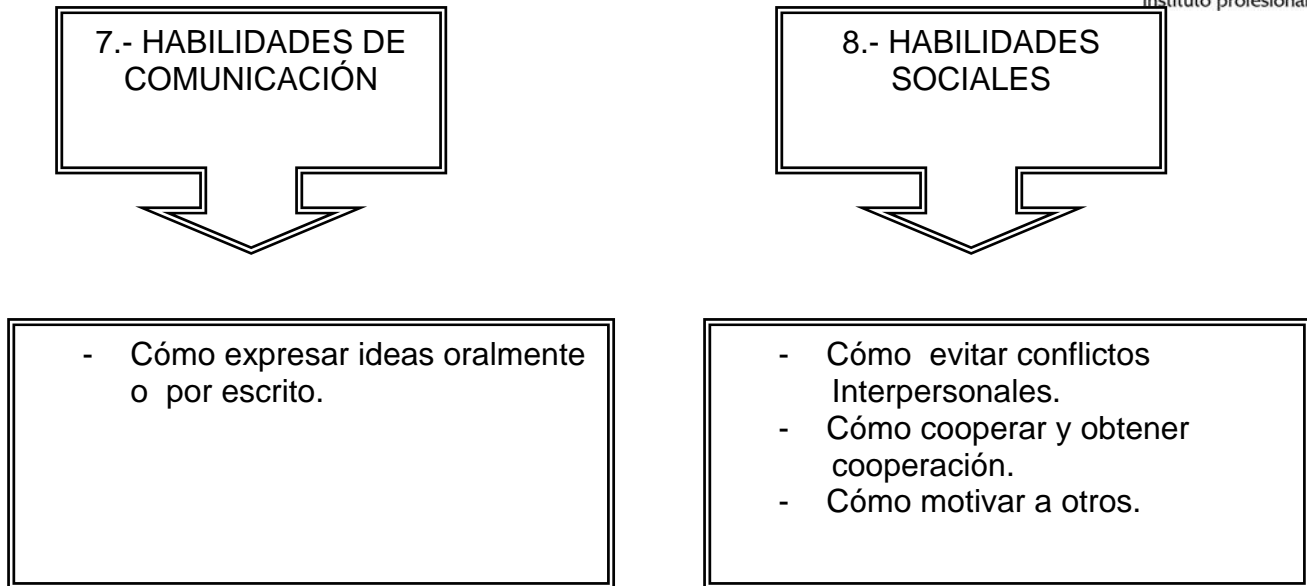 Instituto profesional
7.- HABILIDADES DE
COMUNICACIÓN
8.- HABILIDADES
SOCIALES
- Cómo expresar ideas oralmente
o por escrito.
- Cómo evitar conflictos
Interpersonales.
- Cómo cooperar y obtener
cooperación.
- Cómo motivar a otros.